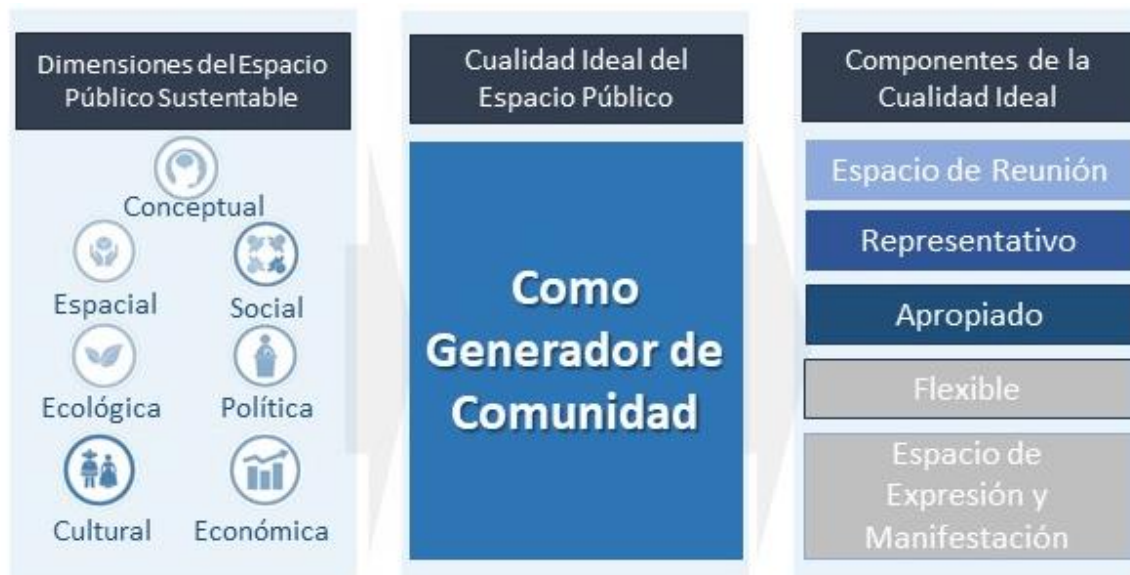 Dimensiones del Espacio
Público Sustentable
Conceptual
Espacial
Social
Ecológica
Política
Cultural
Económica
Cualidad Ideal del
Espacio Público
Como
Generador de
Comunidad
Componentes de la
Cualidad Ideal
Espacio de Reunión
Representativo
Apropiado
Flexible
Espacio de
Expresión y
Manifestación